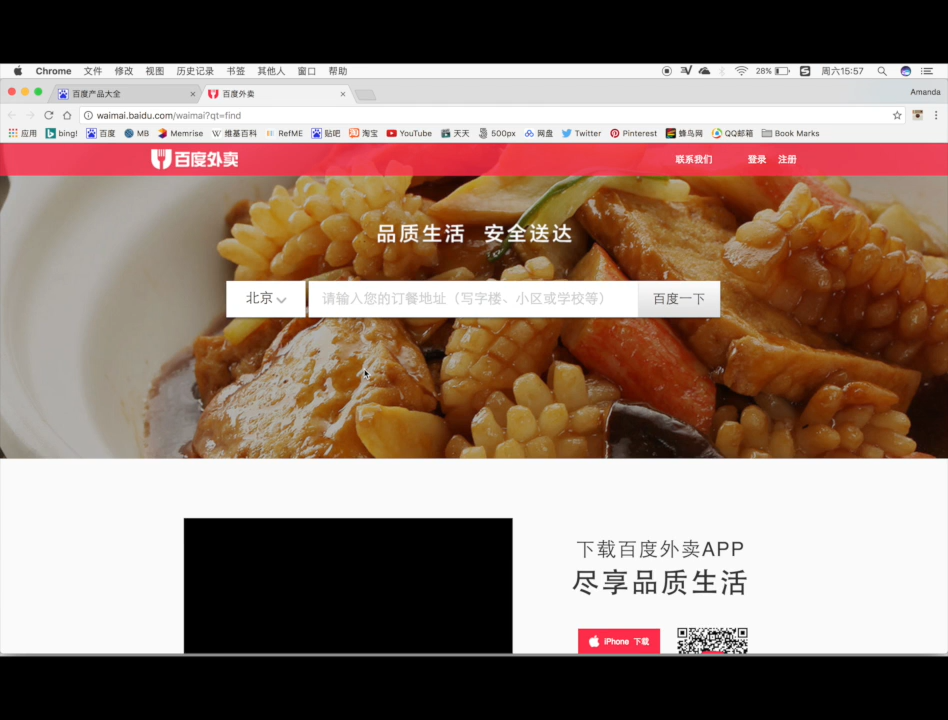 Chrome 文件 修改 视图 历史记录 书签 其他人 窗口 帮助 28% 周六15:57
百度产品大全 百度外卖 Amanda
waimai.baidu.com/waimai?qt=find
应用 bing! 百度 MB Memrise 维基百科 RefME 贴吧 淘宝 YouTube 天天 500px 网盘 Twitter Pinterest 蜂鸟网 QQ邮箱 Book Marks
百度外卖 联系我们 登录 注册
品质生活 安全送达
北京 请输入您的订餐地址（写字楼、小区或学校等） 百度一下
下载百度外卖APP
尽享品质生活
iPhone 下载